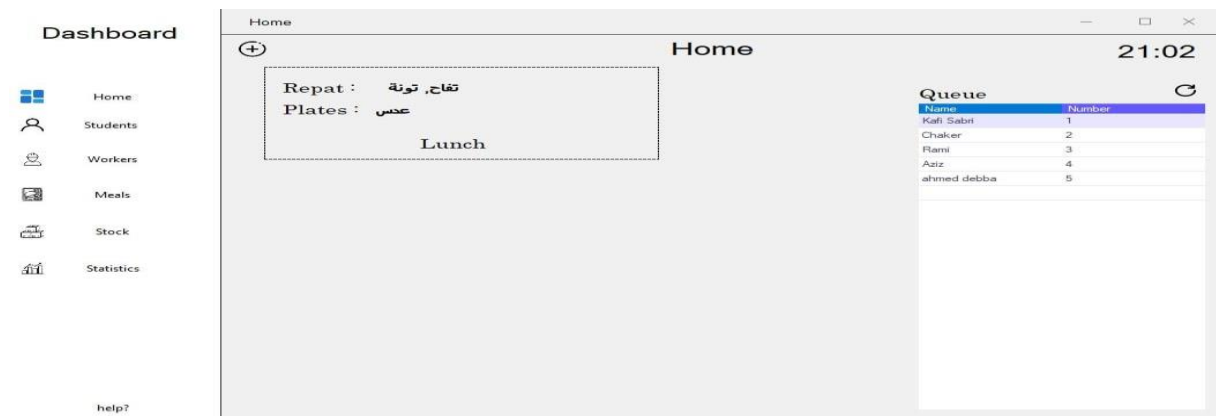 Dashboard
Home
Students
Workers
Meals
Stock
Statistics
help?
Home
Home
21:02
Repat : تفاح, تونة
Plates : عدس
Lunch
Queue
Name Number
Kafi Sabri 1
Chaker 2
Rami 3
Aziz 4
ahmed debba 5